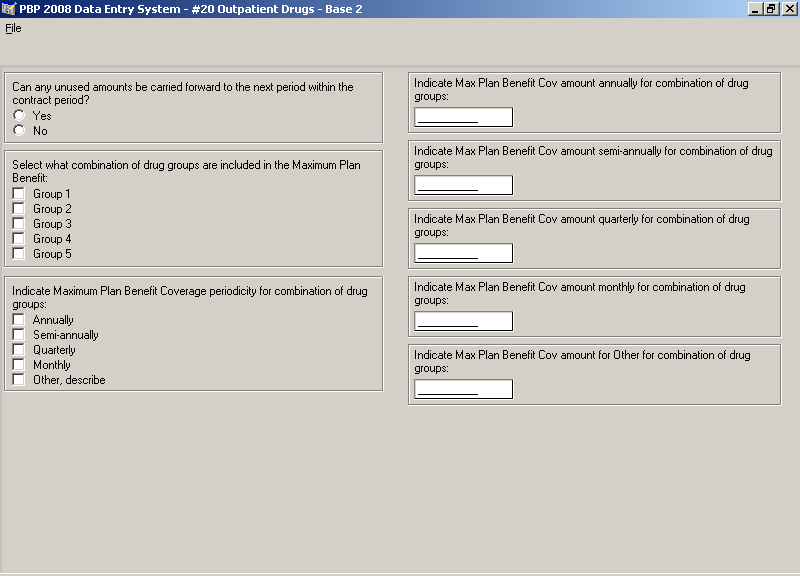 PBP 2008 Data Entry System - #20 Outpatient Drugs - Base 2
File
Can any unused amounts be carried forward to the next period within the
contract period?
Yes
No
Select what combination of drug groups are included in the Maximum Plan
Benefit:
Group 1
Group 2
Group 3
Group 4
Group 5
Indicate Maximum Plan Benefit Coverage periodicity for combination of drug
groups:
Annually
Semi-annually
Quarterly
Monthly
Other, describe
Indicate Max Plan Benefit Cov amount annually for combination of drug
groups:
Indicate Max Plan Benefit Cov amount semi-annually for combination of drug
groups:
Indicate Max Plan Benefit Cov amount quarterly for combination of drug
groups:
Indicate Max Plan Benefit Cov amount monthly for combination of drug
groups:
Indicate Max Plan Benefit Cov amount for Other for combination of drug
groups: